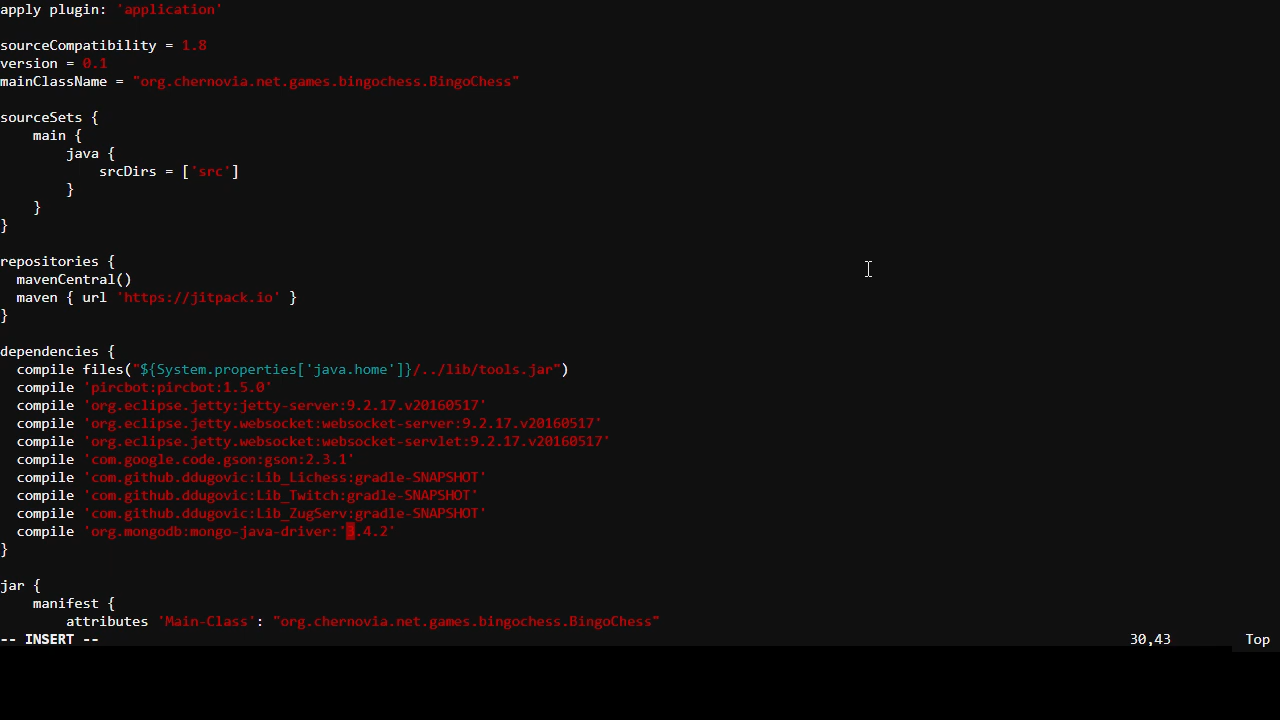 apply plugin: 'application'

sourceCompatibility = 1.8
version = 0.1
mainClassName = "org.chernovia.net.games.bingochess.BingoChess"

sourceSets {
    main {
        java {
            srcDirs = ['src']
        }
    }
}

repositories {
  mavenCentral()
  maven { url 'https://jitpack.io' }
}

dependencies {
  compile files("${System.properties['java.home']}/../lib/tools.jar")
  compile 'pircbot:pircbot:1.5.0'
  compile 'org.eclipse.jetty:jetty-server:9.2.17.v20160517'
  compile 'org.eclipse.jetty.websocket:websocket-server:9.2.17.v20160517'
  compile 'org.eclipse.jetty.websocket:websocket-servlet:9.2.17.v20160517'
  compile 'com.google.code.gson:gson:2.3.1'
  compile 'com.github.ddugovic:Lib_Lichess:gradle-SNAPSHOT'
  compile 'com.github.ddugovic:Lib_Twitch:gradle-SNAPSHOT'
  compile 'com.github.ddugovic:Lib_ZugServ:gradle-SNAPSHOT'
  compile 'org.mongodb:mongo-java-driver:'3.4.2'
}

jar {
    manifest {
        attributes 'Main-Class': "org.chernovia.net.games.bingochess.BingoChess"
-- INSERT -- 30,43 Top